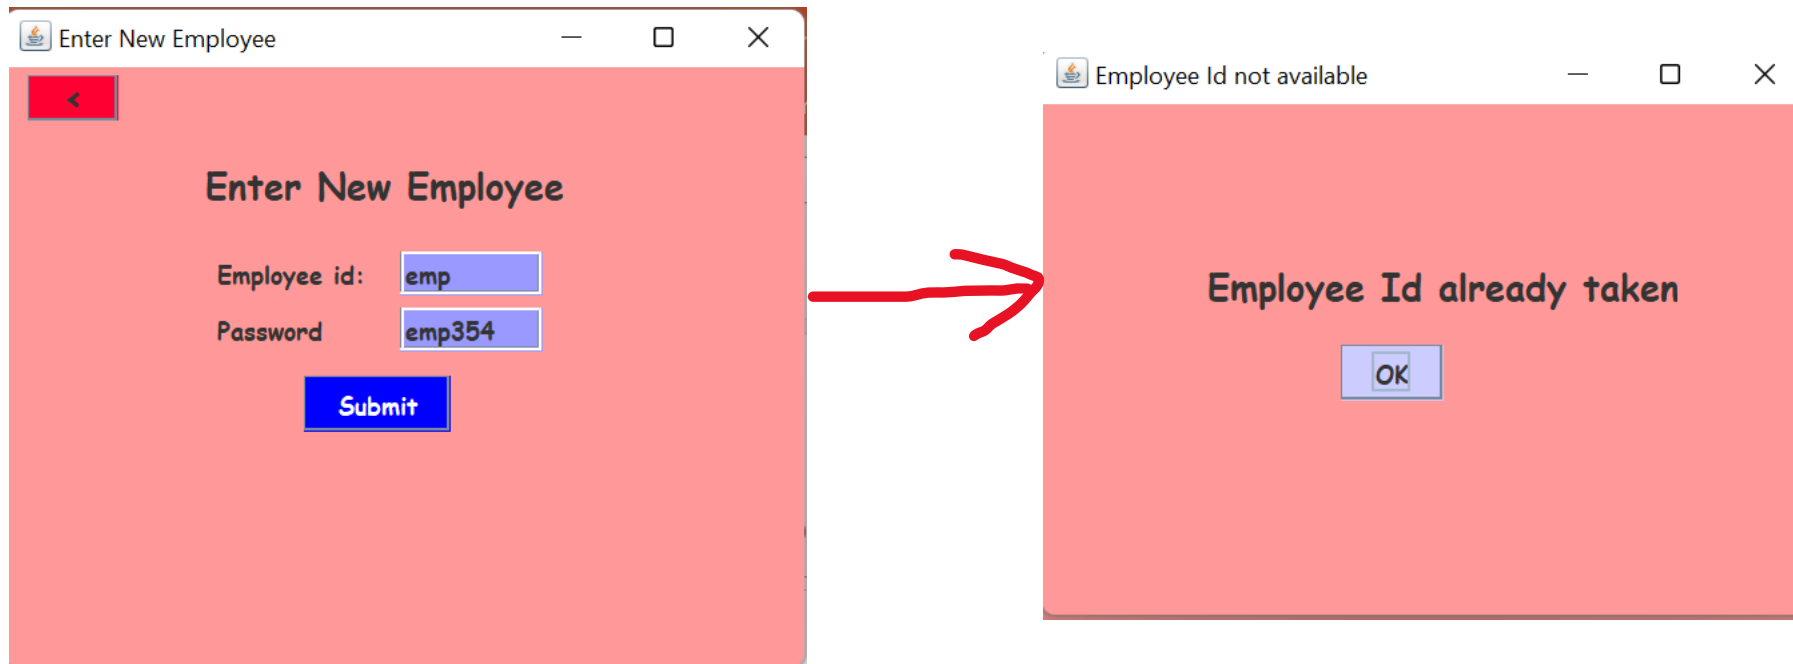 Enter New Employee
<
Enter New Employee
Employee id: emp
Password emp354
Submit
Employee Id not available
Employee Id already taken
OK